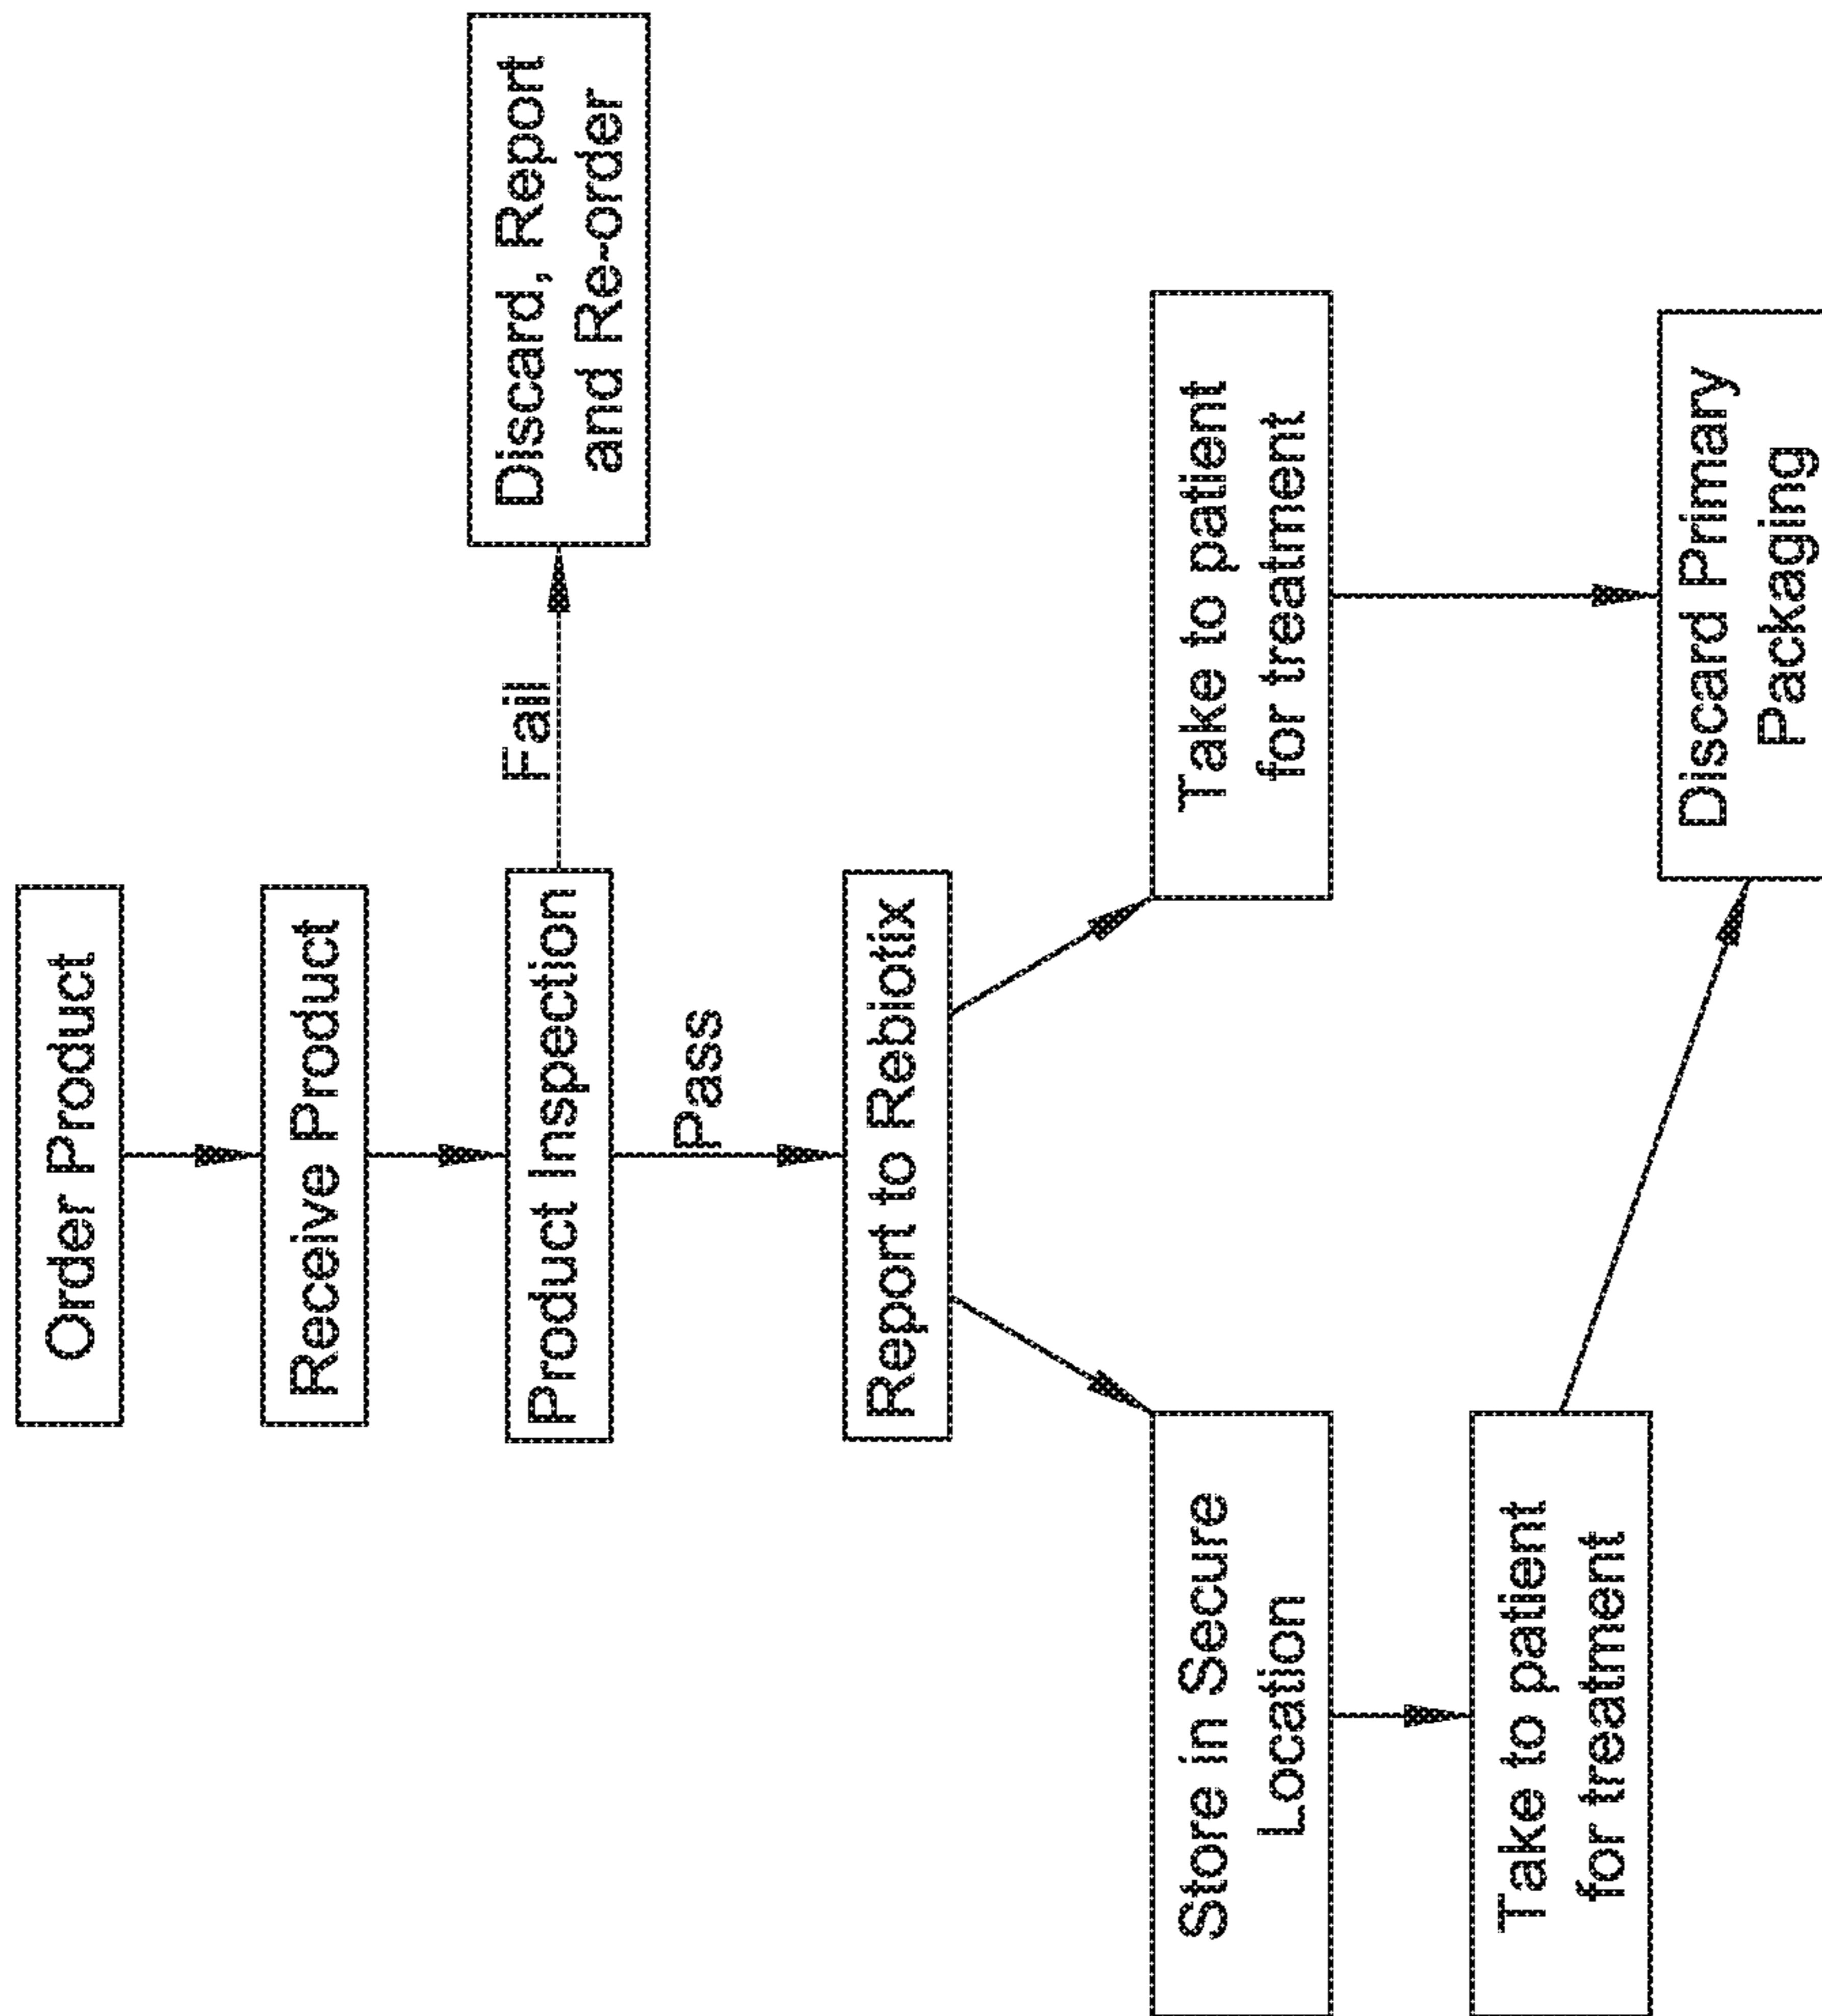 Order Product
Receive Product
Product Inspection
Fail
Discard, Report
and Re-order
Pass
Report to Rebiotix
Store in Secure
Location
Take to patient
for treatment
Take to patient
for treatment
Discard Primary
Packaging